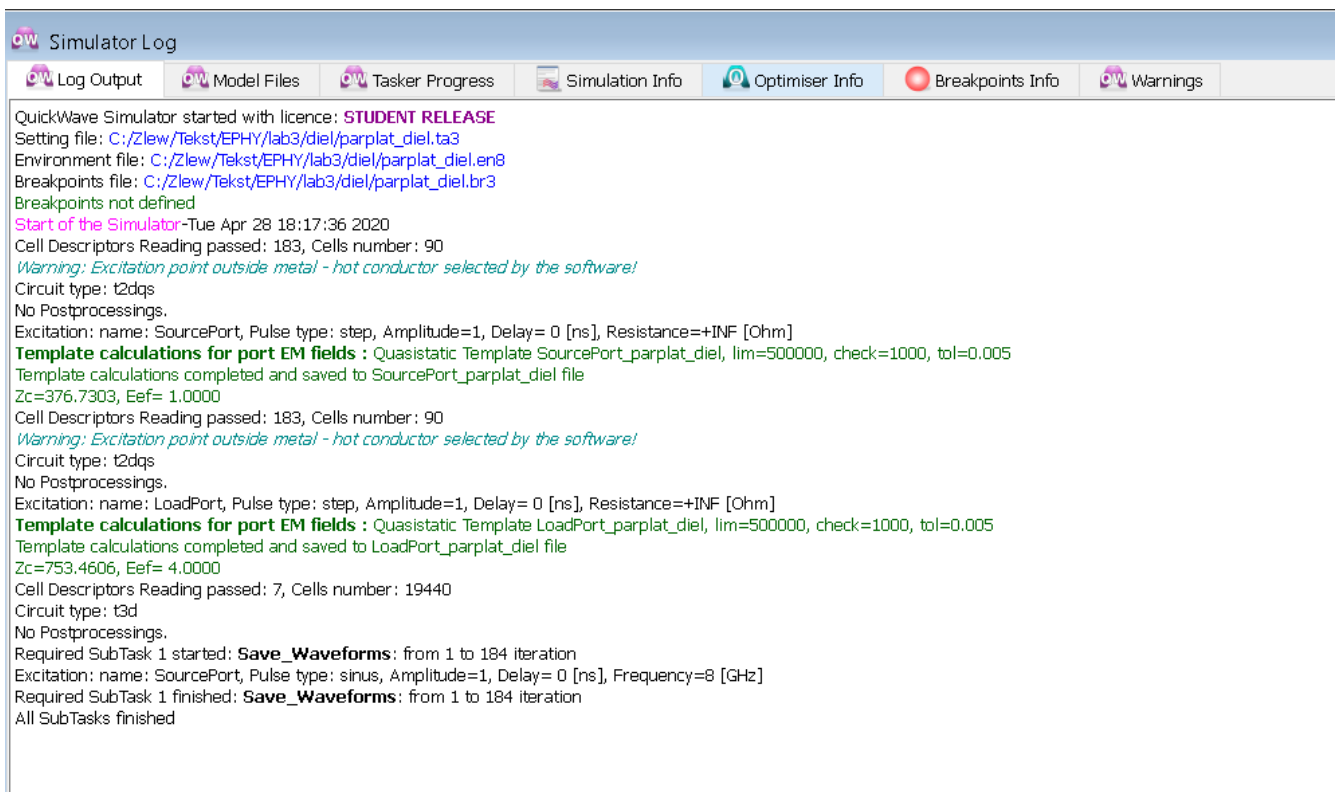 Simulator Log
Log Output Model Files Tasker Progress Simulation Info Optimiser Info Breakpoints Info Warnings
QuickWave Simulator started with licence: STUDENT RELEASE
Setting file: C:/Zlew/Tekst/EPHY/lab3/diel/parplat_diel.ta3
Environment file: C:/Zlew/Tekst/EPHY/lab3/diel/parplat_diel.en8
Breakpoints file: C:/Zlew/Tekst/EPHY/lab3/diel/parplat_diel.br3
Breakpoints not defined
Start of the Simulator-Tue Apr 28 18:17:36 2020
Cell Descriptors Reading passed: 183, Cells number: 90
Warning: Excitation point outside metal - hot conductor selected by the software!
Circuit type: t2dqs
No Postprocessings.
Excitation: name: SourcePort, Pulse type: step, Amplitude=1, Delay= 0 [ns], Resistance=+INF [Ohm]
Template calculations for port EM fields : Quasistatic Template SourcePort_parplat_diel, lim=500000, check=1000, tol=0.005
Template calculations completed and saved to SourcePort_parplat_diel file
Zc=376.7303, Eef= 1.0000
Cell Descriptors Reading passed: 183, Cells number: 90
Warning: Excitation point outside metal - hot conductor selected by the software!
Circuit type: t2dqs
No Postprocessings.
Excitation: name: LoadPort, Pulse type: step, Amplitude=1, Delay= 0 [ns], Resistance=+INF [Ohm]
Template calculations for port EM fields : Quasistatic Template LoadPort_parplat_diel, lim=500000, check=1000, tol=0.005
Template calculations completed and saved to LoadPort_parplat_diel file
Zc=753.4606, Eef= 4.0000
Cell Descriptors Reading passed: 7, Cells number: 19440
Circuit type: t3d
No Postprocessings.
Required SubTask 1 started: Save_Waveforms: from 1 to 184 iteration
Excitation: name: SourcePort, Pulse type: sinus, Amplitude=1, Delay= 0 [ns], Frequency=8 [GHz]
Required SubTask 1 finished: Save_Waveforms: from 1 to 184 iteration
All SubTasks finished